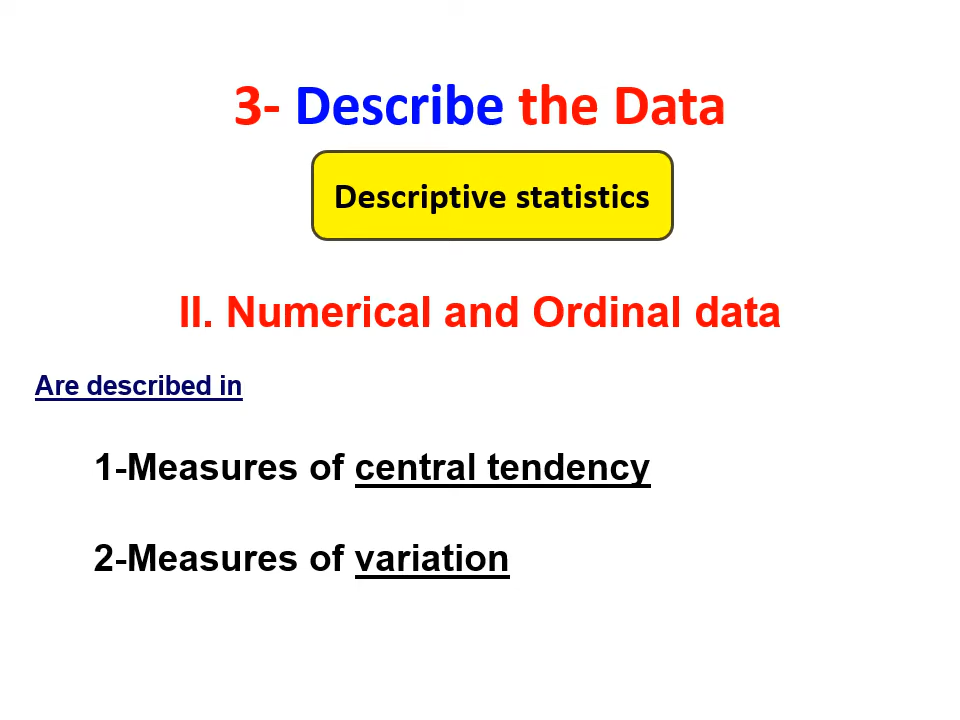 3- Describe the Data
Descriptive statistics
II. Numerical and Ordinal data
Are described in
1-Measures of central tendency
2-Measures of variation